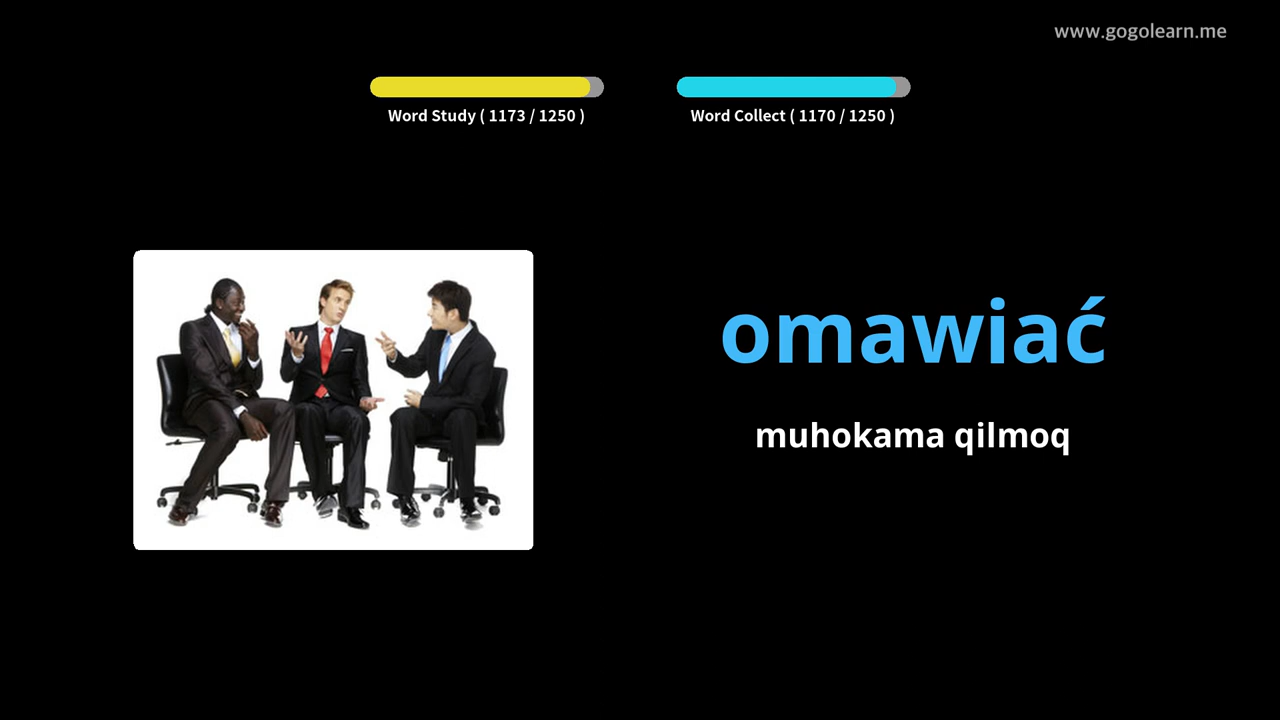 www.gogolearn.me
Word Study ( 1173 / 1250 )
Word Collect ( 1170 / 1250 )
omawiać
muhokama qilmoq